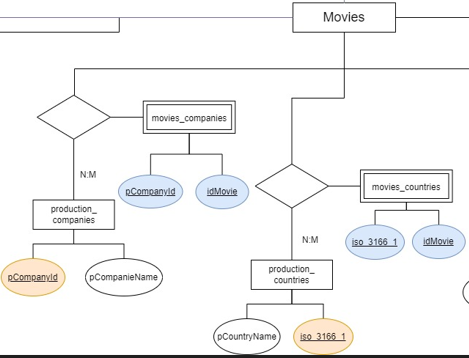 Movies
movies_companies
N:M
pCompanyId
idMovie
movies_countries
production_
companies
iso_3166_1
idMovie
N:M
pCompanyId
pCompanieName
production_
countries
pCountryName
iso_3166_1